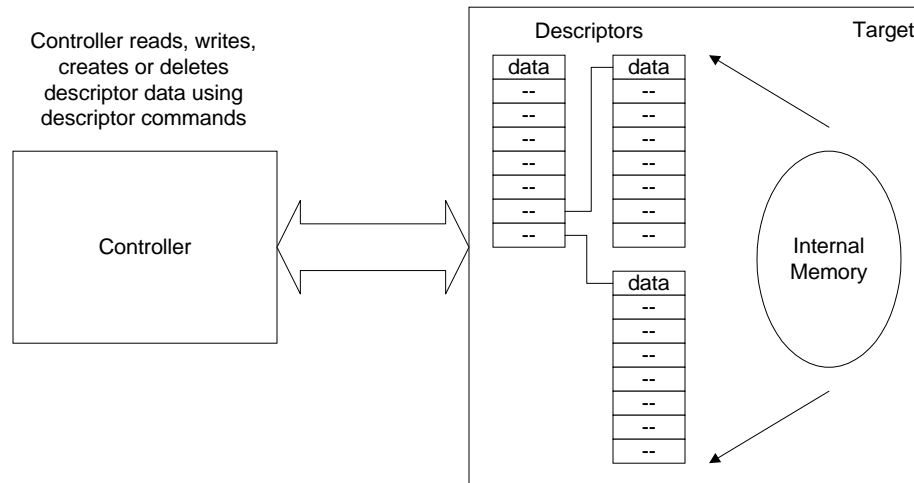 Controller reads, writes,
creates or deletes
descriptor data using
descriptor commands
Controller
Descriptors
Target
data
--
--
--
--
--
--
--
data
--
--
--
--
--
--
--
data
--
--
--
--
--
--
--
Internal
Memory